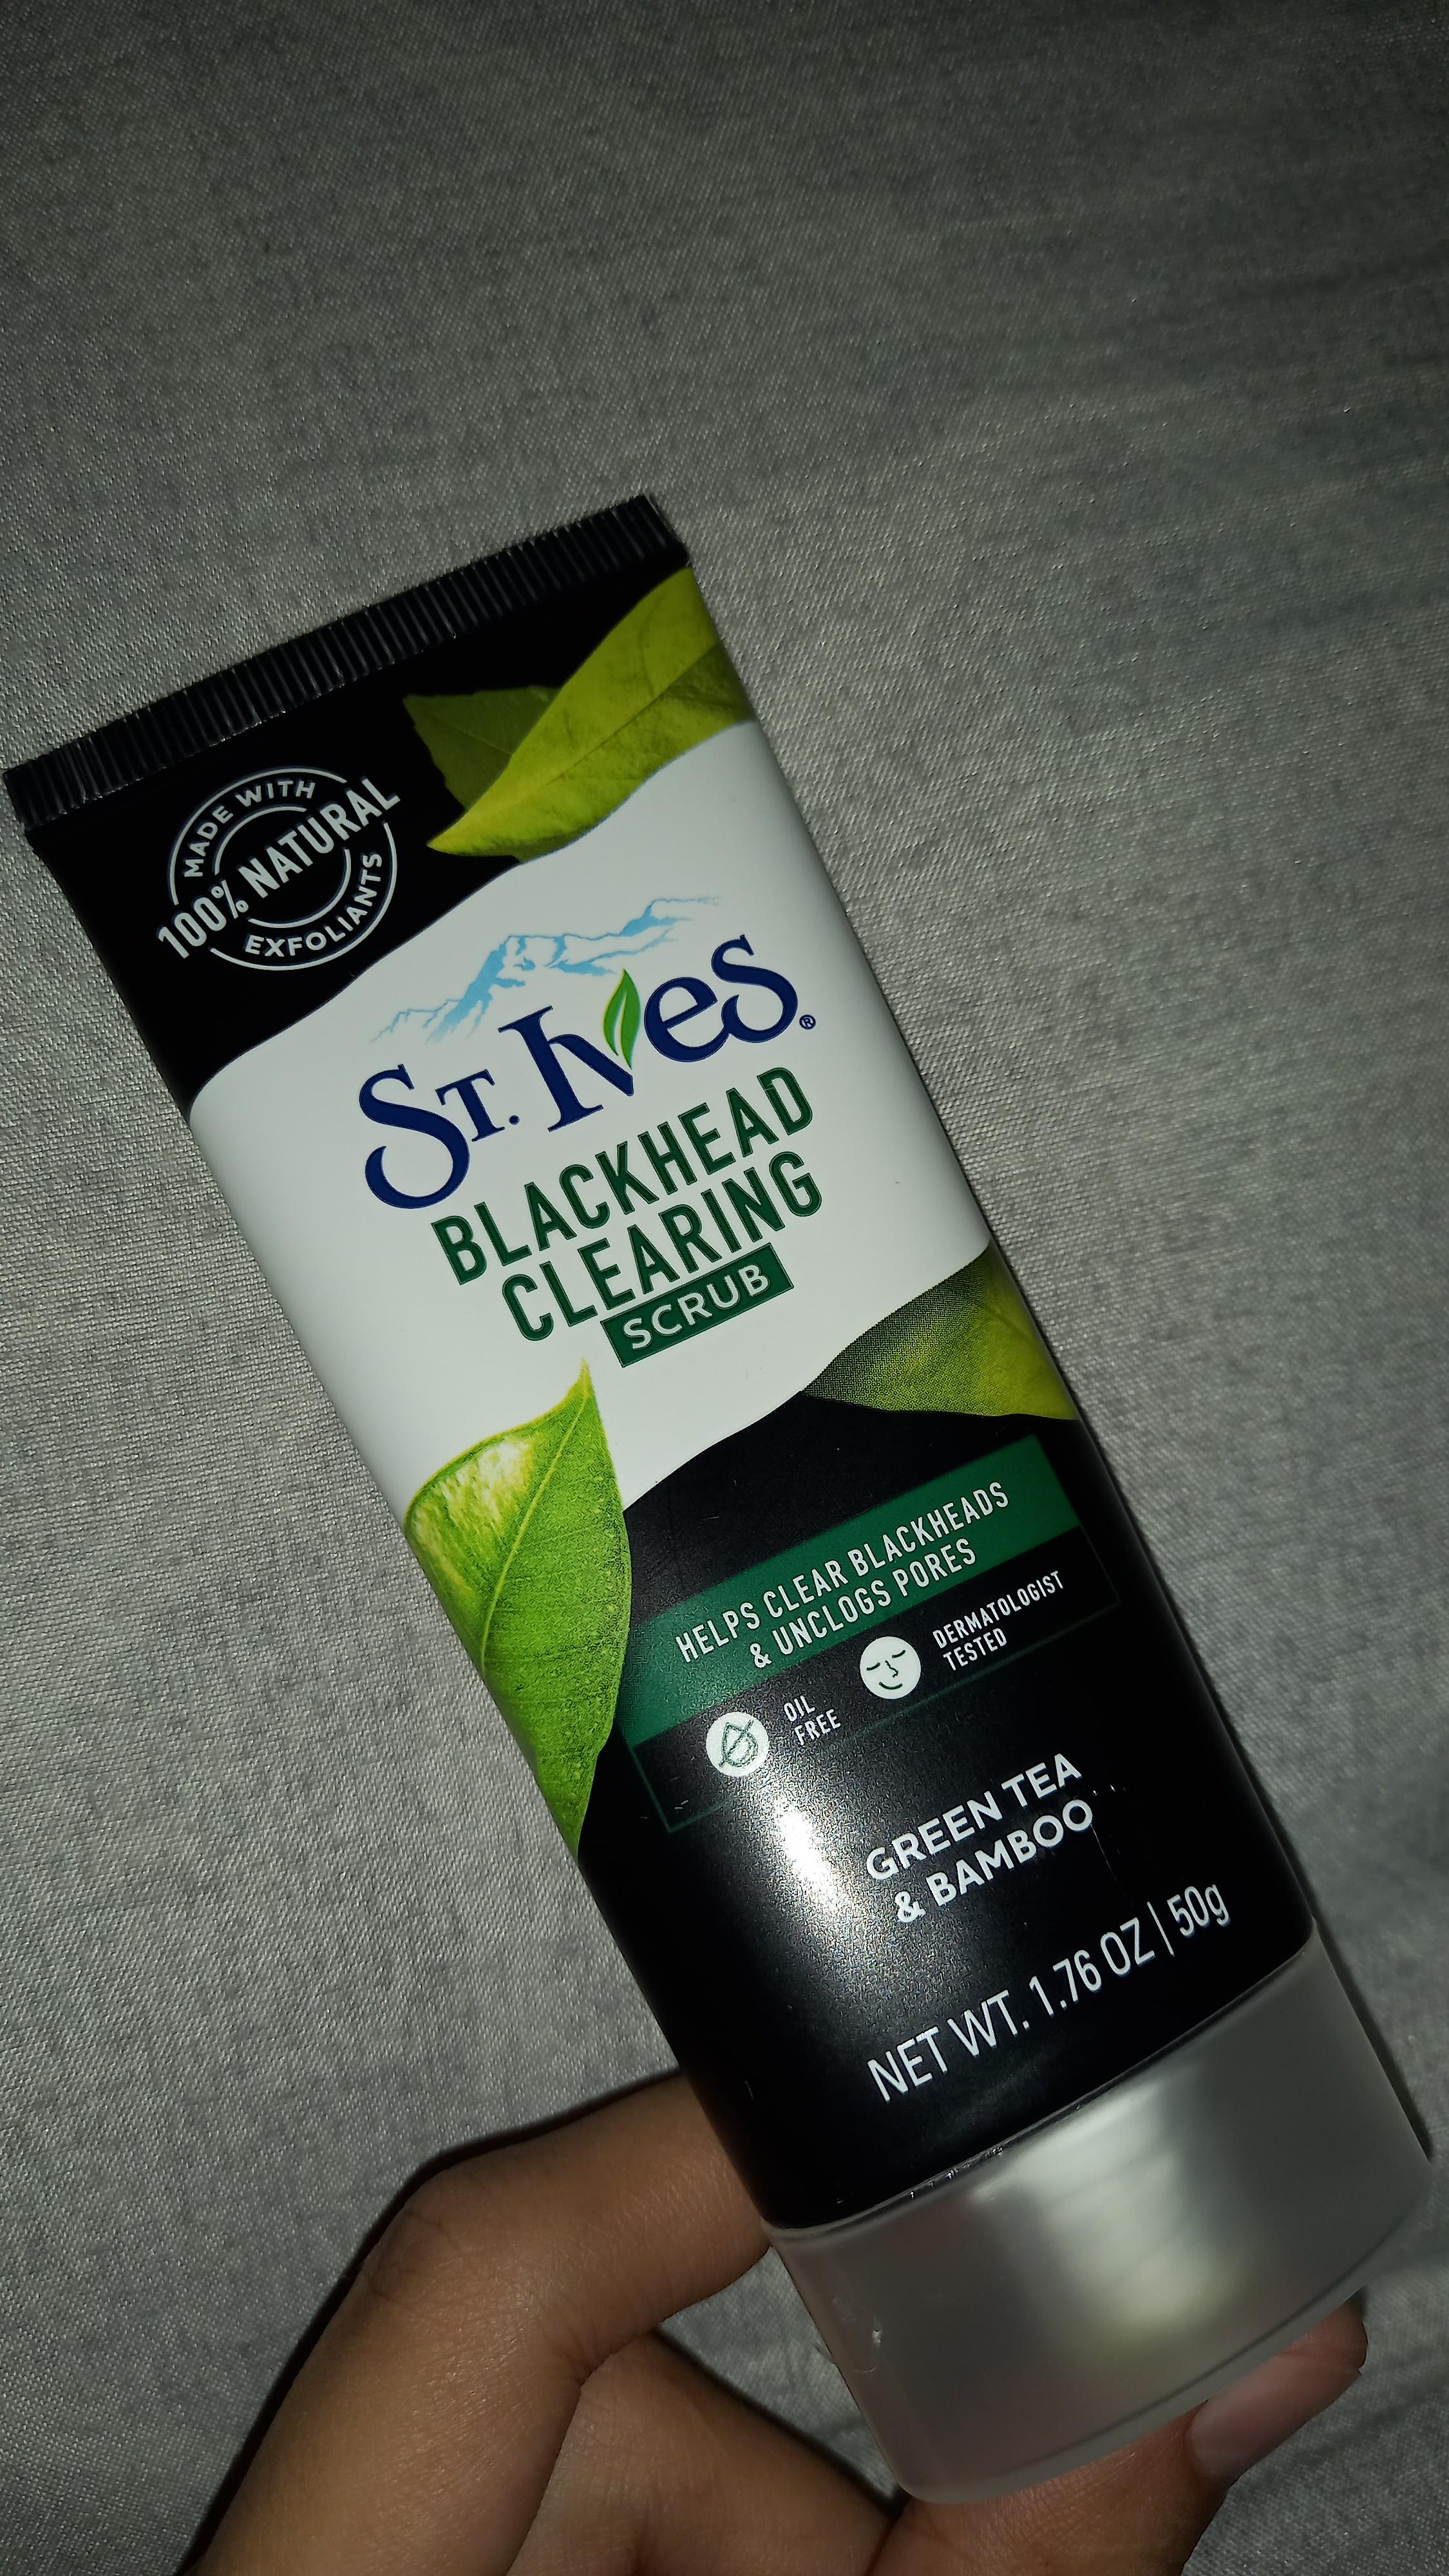 MADE WITH
100% NATURAL
EXFOLIANTS
ST. Ives®
BLACKHEAD
CLEARING
SCRUB
HELPS CLEAR BLACKHEADS
& UNCLOGS PORES
OIL
FREE
DERMATOLOGIST
TESTED
GREEN TEA
& BAMBOO
NET WT. 1.76 OZ | 50g